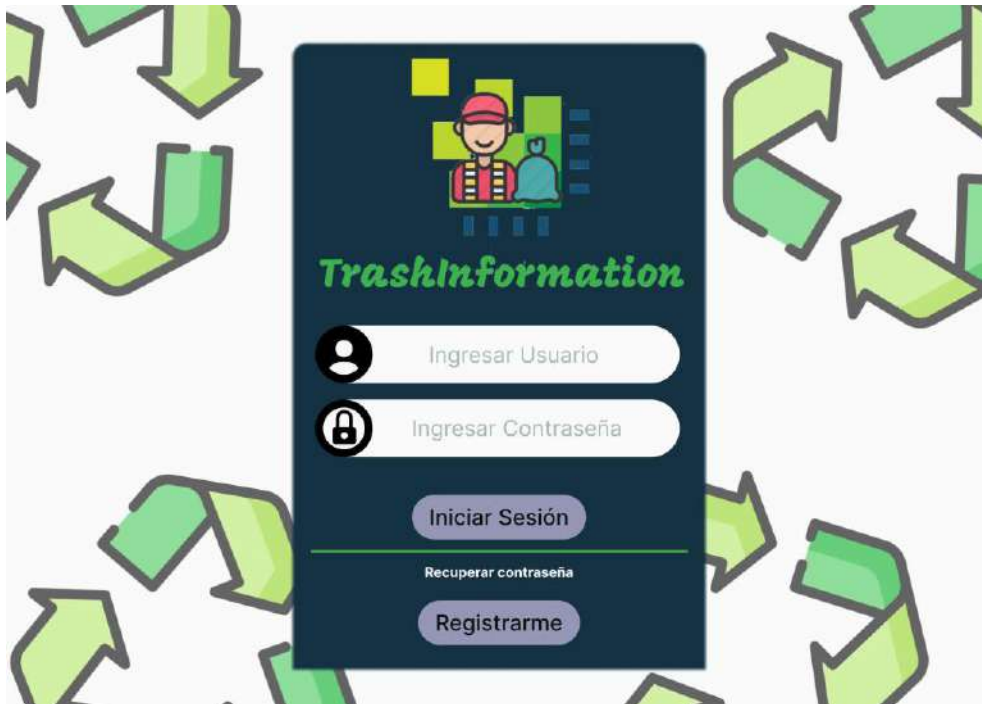 TrashInformation
Ingresar Usuario
Ingresar Contraseña
Iniciar Sesión
Recuperar contraseña
Registrarme